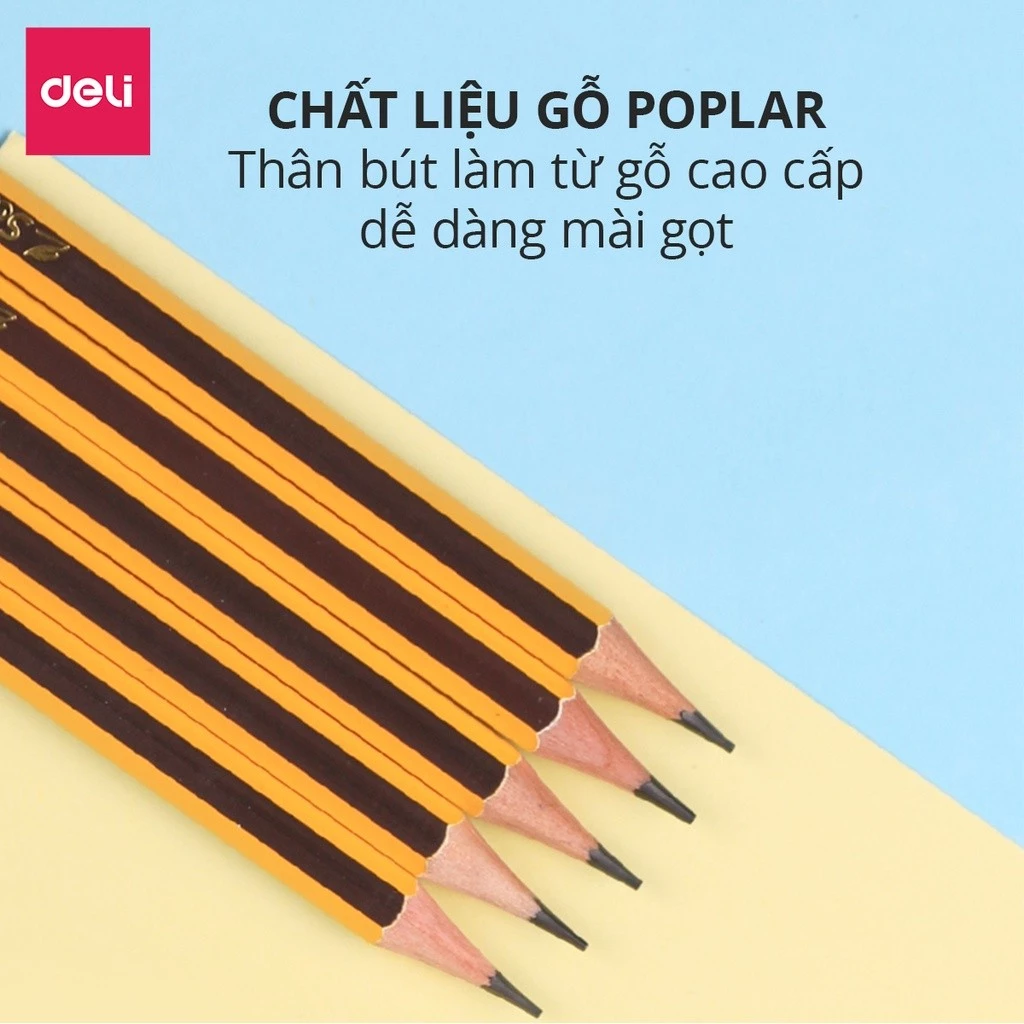 deli
CHẤT LIỆU GỖ POPLAR
Thân bút làm từ gỗ cao cấp
dễ dàng mài gọt